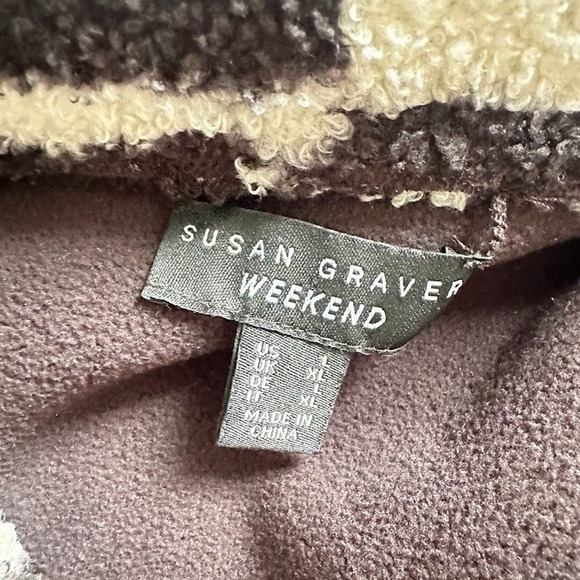 SUSAN GRAVER
WEEKEND
US L
UK XL
DE L
IT XL
MADE IN
CHINA